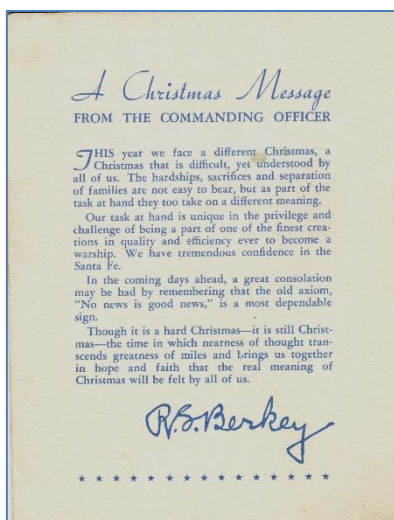 A Christmas Message
FROM THE COMMANDING OFFICER
THIS year we face a different Christmas, a
Christmas that is difficult, yet understood by
all of us. The hardships, sacrifices and separation
of families are not easy to bear, but as part of the
task at hand they too take on a different meaning.
Our task at hand is unique in the privilege and
challenge of being a part of one of the finest crea-
tions in quality and efficiency ever to become a
warship. We have tremendous confidence in the
Santa Fe.
In the coming days ahead, a great consolation
may be had by remembering that the old axiom,
"No news is good news," is a most dependable
sign.
Though it is a hard Christmas—it is still Christ-
mas—the time in which nearness of thought tran-
scends greatness of miles and brings us together
in hope and faith that the real meaning of
Christmas will be felt by all of us.
R.S.Berkey